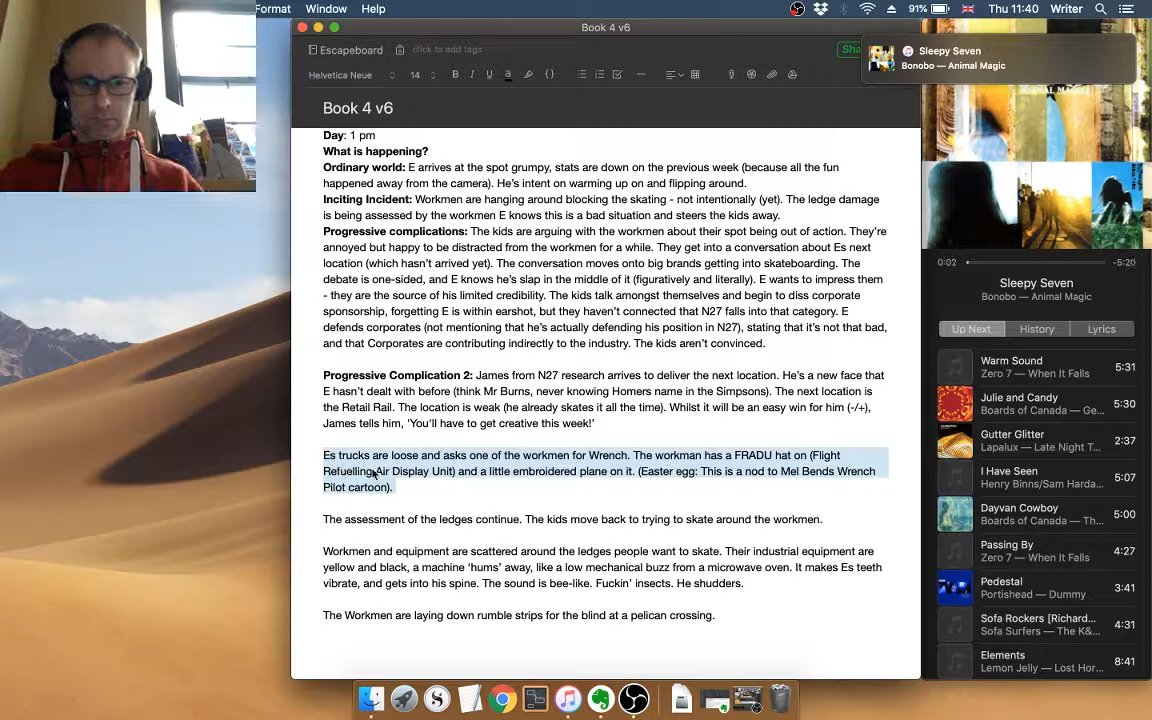 Format Window Help
91% Thu 11:40 Writer
Book 4 v6
Escapeboard click to add tags
Sha
Helvetica Neue 14 B I U a
Book 4 v6
Day: 1 pm
What is happening?
Ordinary world: E arrives at the spot grumpy, stats are down on the previous week (because all the fun
happened away from the camera). He's intent on warming up on and flipping around.
Inciting Incident: Workmen are hanging around blocking the skating - not intentionally (yet). The ledge damage
is being assessed by the workmen E knows this is a bad situation and steers the kids away.
Progressive complications: The kids are arguing with the workmen about their spot being out of action. They're
annoyed but happy to be distracted from the workmen for a while. They get into a conversation about Es next
location (which hasn't arrived yet). The conversation moves onto big brands getting into skateboarding. The
debate is one-sided, and E knows he's slap in the middle of it (figuratively and literally). E wants to impress them
- they are the source of his limited credibility. The kids talk amongst themselves and begin to diss corporate
sponsorship, forgetting E is within earshot, but they haven't connected that N27 falls into that category. E
defends corporates (not mentioning that he's actually defending his position in N27), stating that it's not that bad,
and that Corporates are contributing indirectly to the industry. The kids aren't convinced.
Progressive Complication 2: James from N27 research arrives to deliver the next location. He's a new face that
E hasn't dealt with before (think Mr Burns, never knowing Homers name in the Simpsons). The next location is
the Retail Rail. The location is weak (he already skates it all the time). Whilst it will be an easy win for him (-/+),
James tells him, 'You'll have to get creative this week!'
Es trucks are loose and asks one of the workman for Wrench. The workman has a FRADU hat on (Flight
Refuelling Air Display Unit) and a little embroidered plane on it. (Easter egg: This is a nod to Mel Bends Wrench
Pilot cartoon).
The assessment of the ledges continue. The kids move back to trying to skate around the workmen.
Workmen and equipment are scattered around the ledges people want to skate. Their industrial equipment are
yellow and black, a machine 'hums' away, like a low mechanical buzz from a microwave oven. It makes Es teeth
vibrate, and gets into his spine. The sound is bee-like. Fuckin' insects. He shudders.
The Workmen are laying down rumble strips for the blind at a pelican crossing.
Sleepy Seven
Bonobo — Animal Magic
0:02 -5:20
Sleepy Seven
Bonobo — Animal Magic
Up Next History Lyrics
Warm Sound
Zero 7 — When It Falls
5:31
Julie and Candy
Boards of Canada — Ge...
5:30
Gutter Glitter
Lapalux — Late Night T...
2:37
I Have Seen
Henry Binns/Sam Harda...
5:07
Dayvan Cowboy
Boards of Canada — Th...
5:00
Passing By
Zero 7 — When It Falls
4:27
Pedestal
Portishead — Dummy
3:41
Sofa Rockers [Richard...
Sofa Surfers — The K&...
4:31
Elements
Lemon Jelly — Lost Hor...
8:41